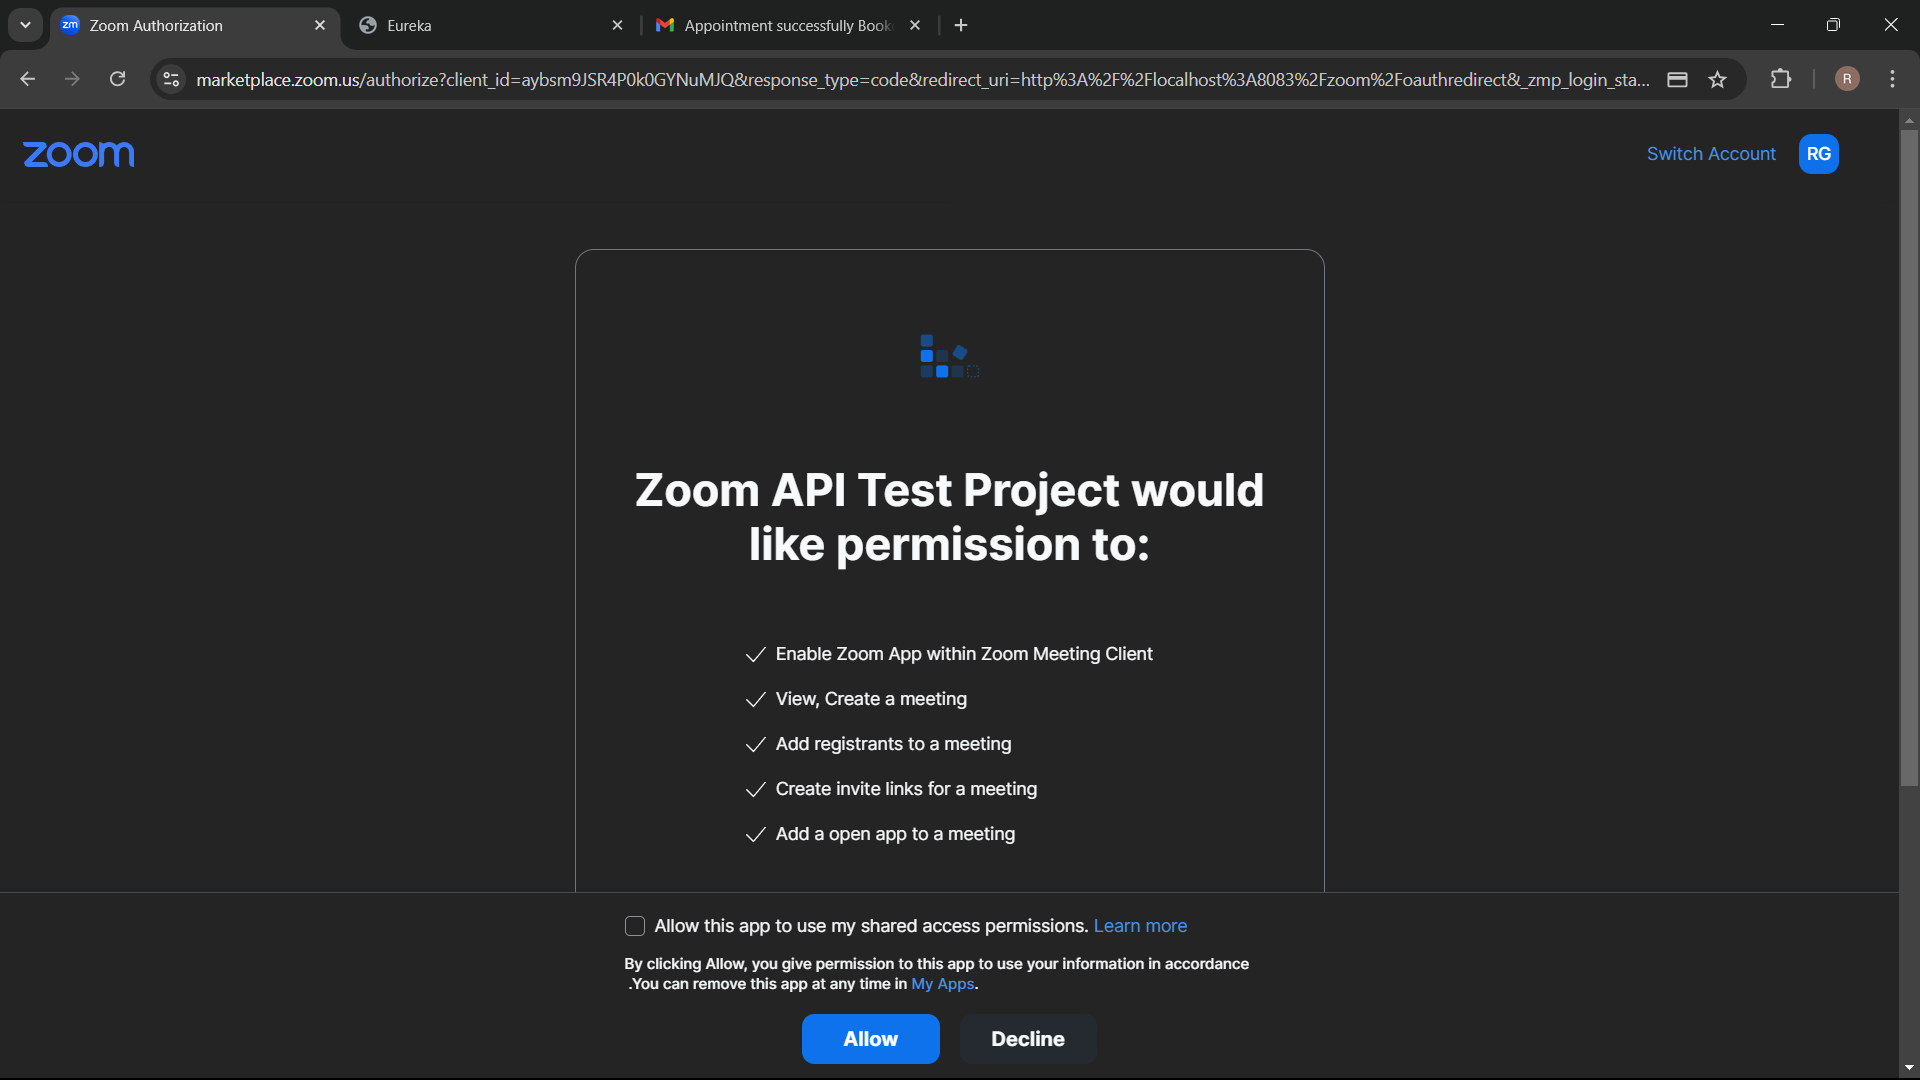 zm Zoom Authorization
Eureka
Appointment successfully Book
marketplace.zoom.us/authorize?client_id=aybsm9JSR4P0k0GYNuMJQ&response_type=code&redirect_uri=http%3A%2F%2Flocalhost%3A8083%2Fzoom%2Foauthredirect&_zmp_login_sta...
R
zoom
Switch Account
RG
Zoom API Test Project would
like permission to:
Enable Zoom App within Zoom Meeting Client
View, Create a meeting
Add registrants to a meeting
Create invite links for a meeting
Add a open app to a meeting
Allow this app to use my shared access permissions. Learn more
By clicking Allow, you give permission to this app to use your information in accordance
.You can remove this app at any time in My Apps.
Allow
Decline